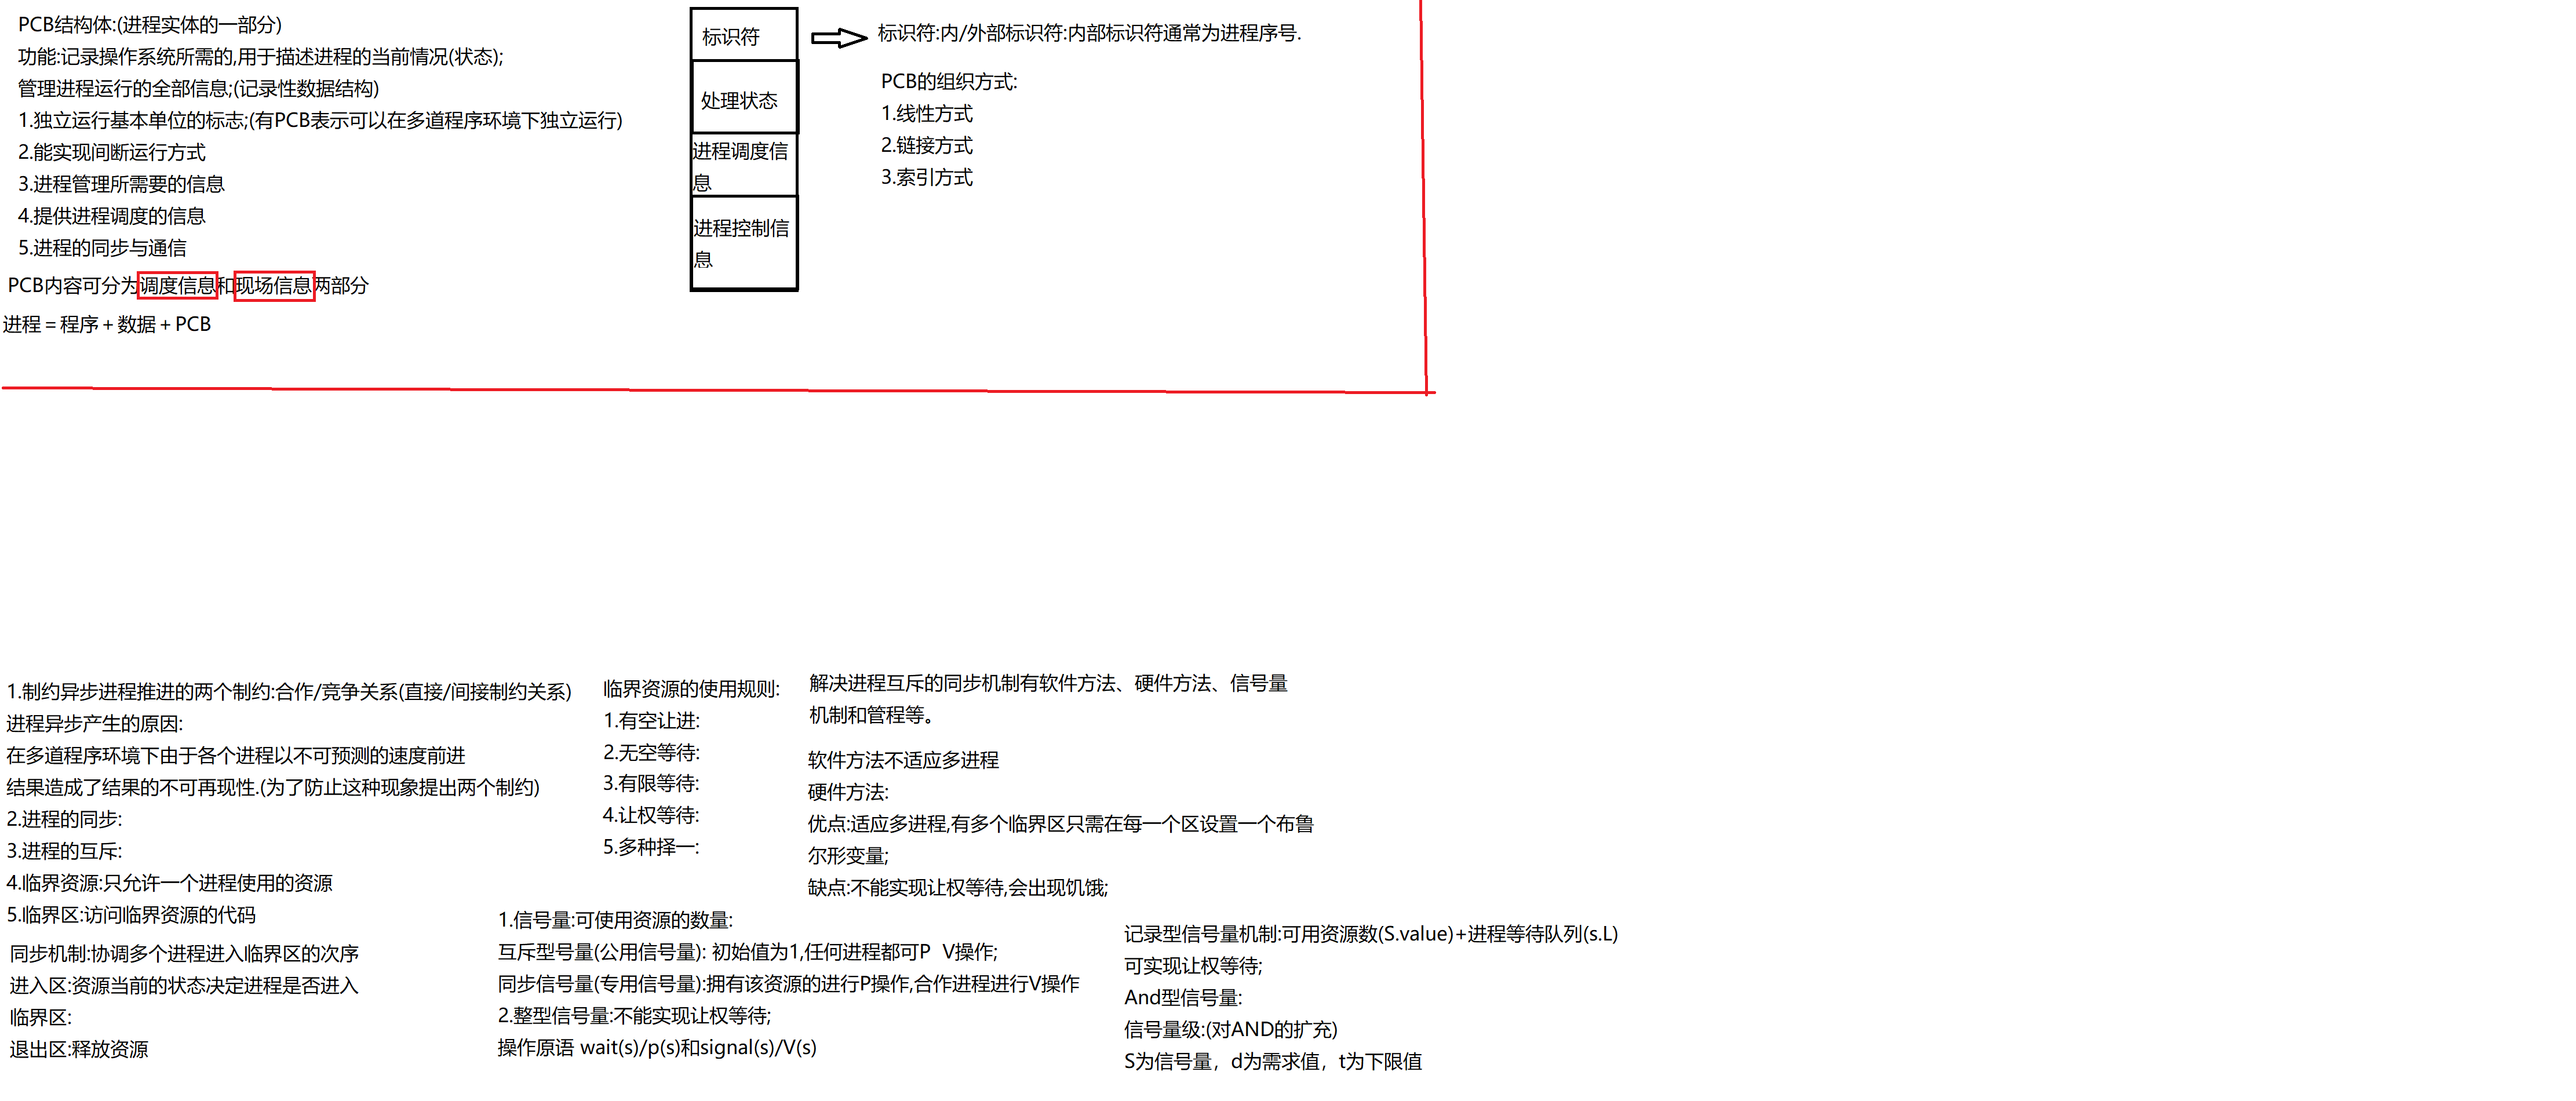 PCB结构体:(进程实体的一部分)
功能:记录操作系统所需的,用于描述进程的当前情况(状态);
管理进程运行的全部信息;(记录性数据结构)
1.独立运行基本单位的标志;(有PCB表示可以在多道程序环境下独立运行)
2.能实现间断运行方式
3.进程管理所需要的信息
4.提供进程调度的信息
5.进程的同步与通信
PCB内容可分为调度信息和现场信息两部分
进程＝程序＋数据＋PCB
标识符
处理状态
进程调度信
息
进程控制信
息
标识符:内/外部标识符:内部标识符通常为进程序号.
PCB的组织方式:
1.线性方式
2.链接方式
3.索引方式
1.制约异步进程推进的两个制约:合作/竞争关系(直接/间接制约关系)
进程异步产生的原因:
在多道程序环境下由于各个进程以不可预测的速度前进
结果造成了结果的不可再现性.(为了防止这种现象提出两个制约)
2.进程的同步:
3.进程的互斥:
4.临界资源:只允许一个进程使用的资源
5.临界区:访问临界资源的代码
同步机制:协调多个进程进入临界区的次序
进入区:资源当前的状态决定进程是否进入
临界区:
退出区:释放资源
临界资源的使用规则:
1.有空让进:
2.无空等待:
3.有限等待:
4.让权等待:
5.多种择一:
解决进程互斥的同步机制有软件方法、硬件方法、信号量
机制和管程等。
软件方法不适应多进程
硬件方法:
优点:适应多进程,有多个临界区只需在每一个区设置一个布鲁
尔形变量;
缺点:不能实现让权等待,会出现饥饿;
1.信号量:可使用资源的数量:
互斥型号量(公用信号量): 初始值为1,任何进程都可P  V操作;
同步信号量(专用信号量):拥有该资源的进行P操作,合作进程进行V操作
2.整型信号量:不能实现让权等待;
操作原语 wait(s)/p(s)和signal(s)/V(s)
记录型信号量机制:可用资源数(S.value)+进程等待队列(s.L)
可实现让权等待;
And型信号量:
信号量级:(对AND的扩充)
S为信号量，d为需求值，t为下限值